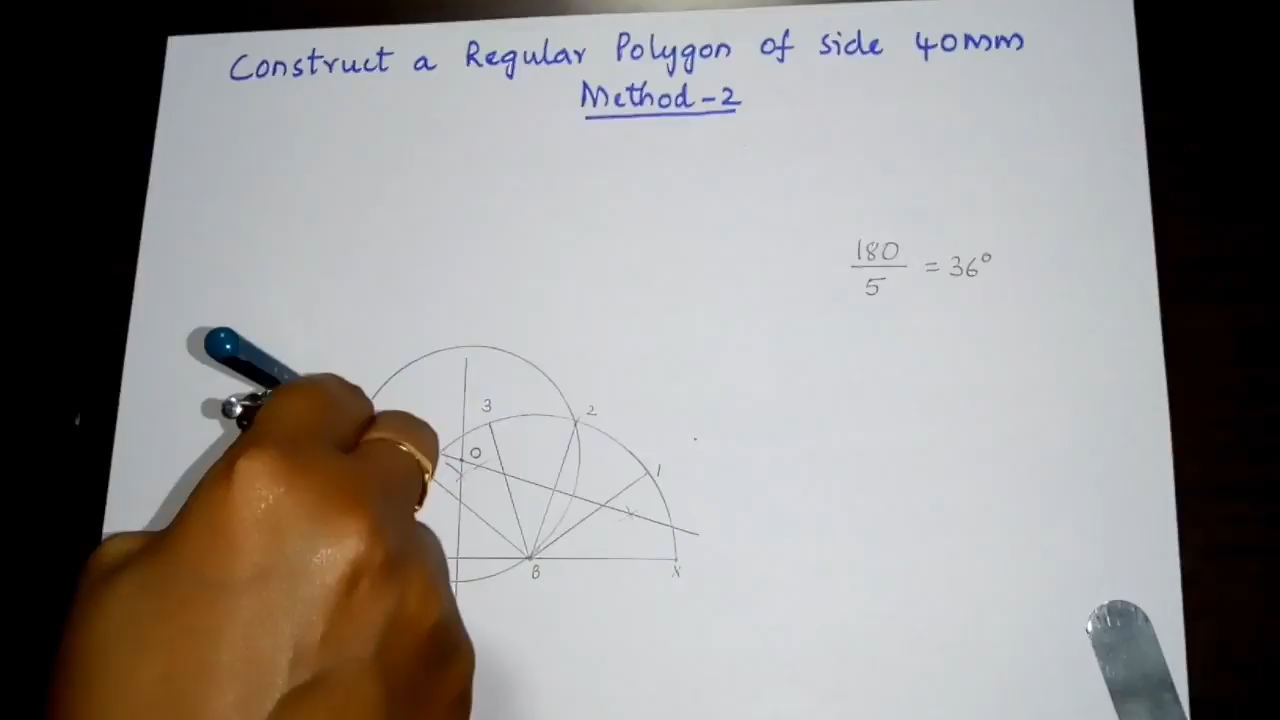 Construct a Regular Polygon of side 40mm
Method-2
180
5
= 36°
3
2
O
1
B
X